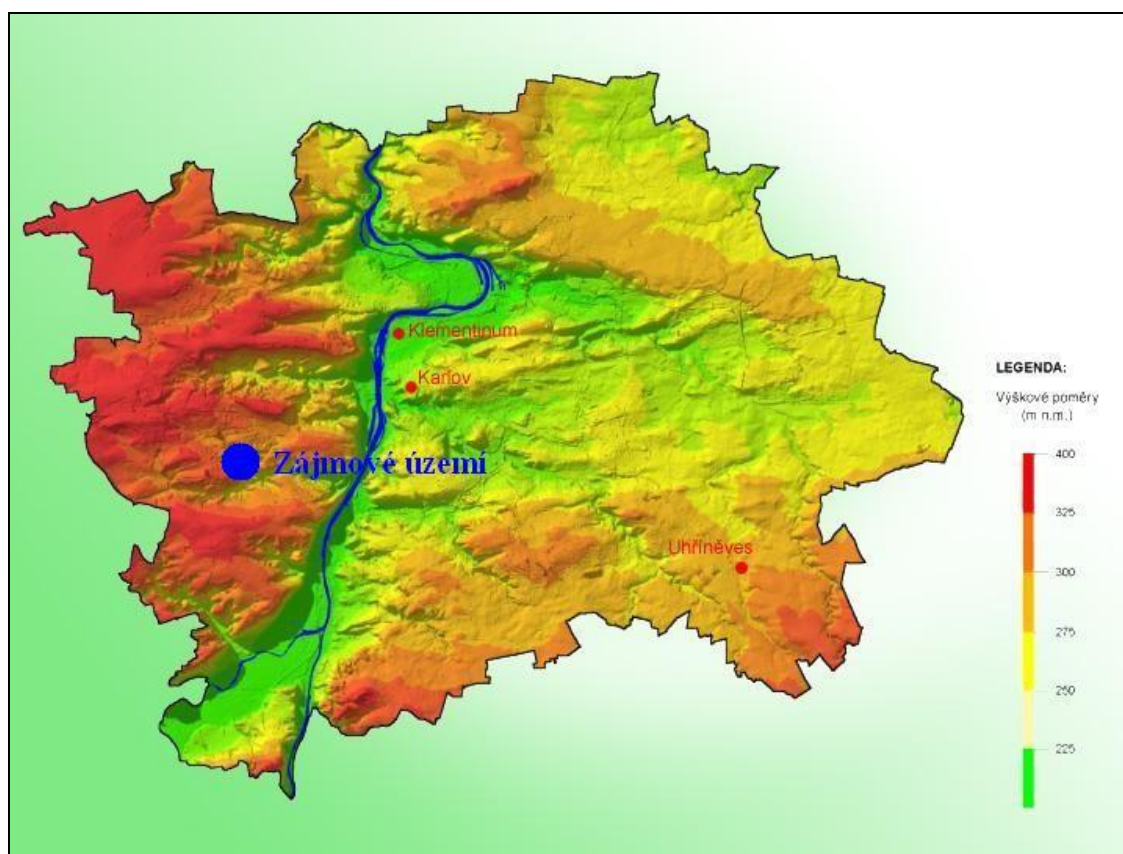 Klementinum
Karlov
Zájmové území
Uhříněves
LEGENDA:
Výškové poměry
(m n.m.)
400
325
300
275
250
225